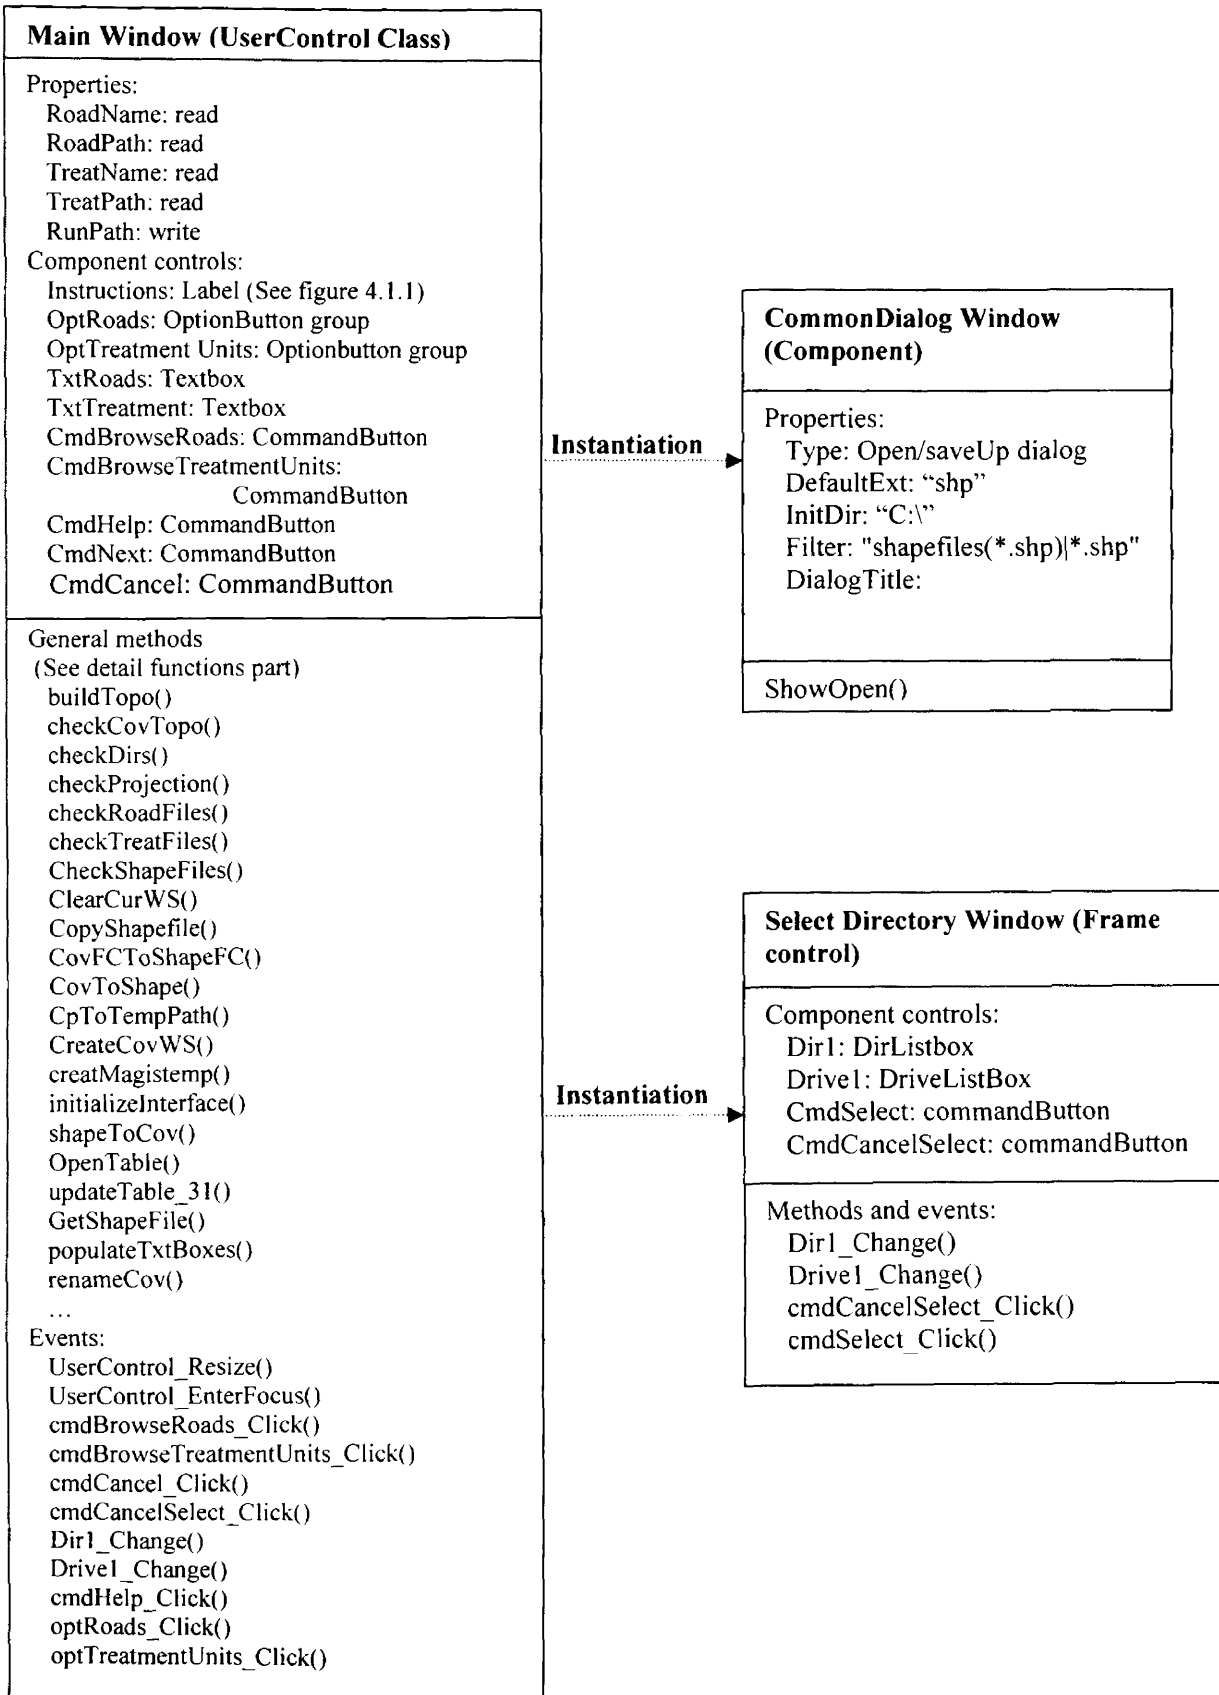 Main Window (UserControl Class)
Properties:
RoadName: read
RoadPath: read
TreatName: read
TreatPath: read
RunPath: write
Component controls:
Instructions: Label (See figure 4.1.1)
OptRoads: OptionButton group
OptTreatment Units: Optionbutton group
TxtRoads: Textbox
TxtTreatment: Textbox
CmdBrowseRoads: CommandButton
CmdBrowseTreatmentUnits:
CommandButton
CmdHelp: CommandButton
CmdNext: CommandButton
CmdCancel: CommandButton
General methods
(See detail functions part)
buildTopo()
checkCovTopo()
checkDirs()
checkProjection()
checkRoadFiles()
checkTreatFiles()
CheckShapeFiles()
ClearCurWS()
CopyShapefile()
CovFCToShapeFC()
CovToShape()
CpToTempPath()
CreateCovWS()
creatMagistemp()
initializeInterface()
shapeToCov()
OpenTable()
updateTable_31()
GetShapeFile()
populateTxtBoxes()
renameCov()
...
Events:
UserControl_Resize()
UserControl_EnterFocus()
cmdBrowseRoads_Click()
cmdBrowseTreatmentUnits_Click()
cmdCancel_Click()
cmdCancelSelect_Click()
Dir1_Change()
Drive1_Change()
cmdHelp_Click()
optRoads_Click()
optTreatmentUnits_Click()
Instantiation
CommonDialog Window
(Component)
Properties:
Type: Open/saveUp dialog
DefaultExt: “shp”
InitDir: “C:\”
Filter: "shapefiles(*.shp)|*.shp"
DialogTitle:
ShowOpen()
Instantiation
Select Directory Window (Frame
control)
Component controls:
Dir1: DirListbox
Drive1: DriveListBox
CmdSelect: commandButton
CmdCancelSelect: commandButton
Methods and events:
Dir1_Change()
Drive1_Change()
cmdCancelSelect_Click()
cmdSelect_Click()